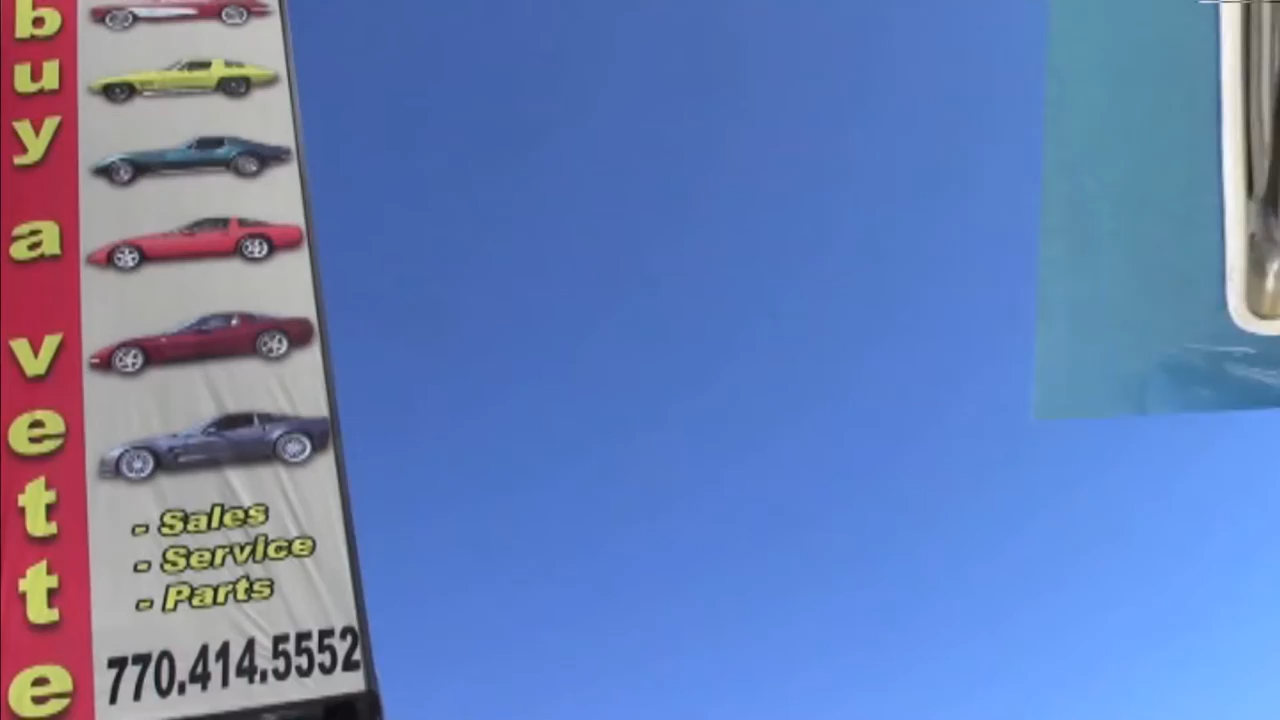 buy a vette
- Sales
- Service
- Parts
770.414.5552